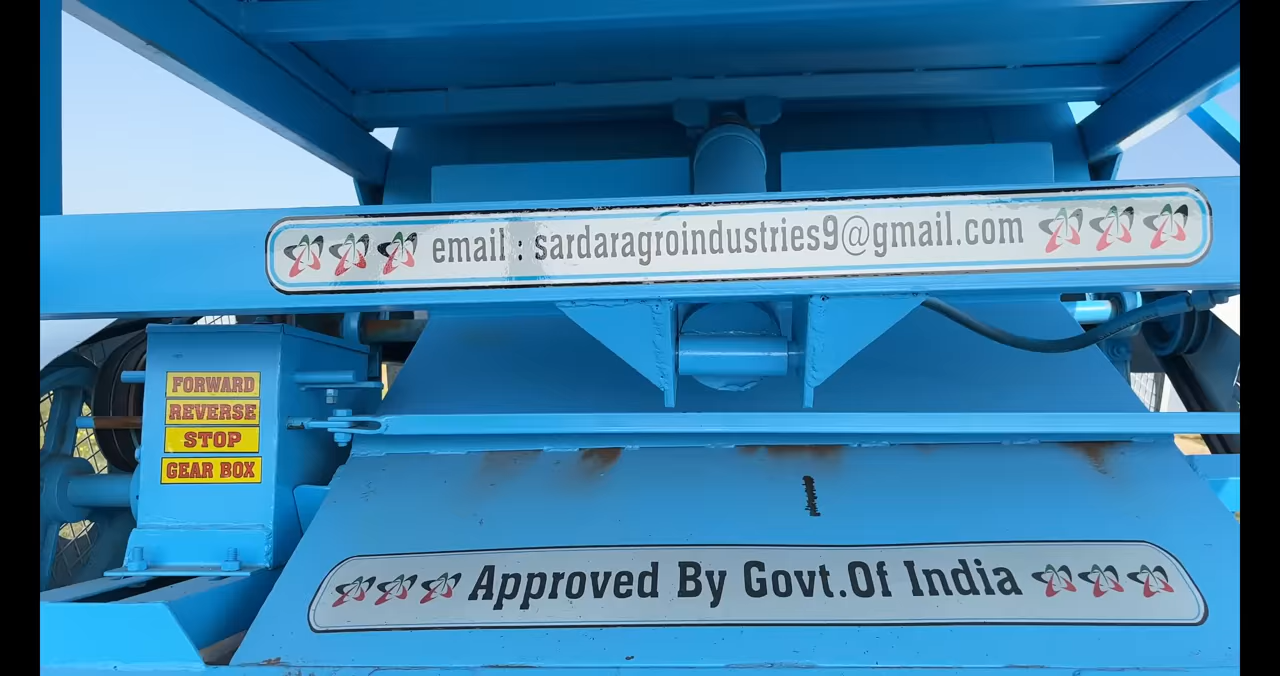 email : sardaragroindustries9@gmail.com
FORWARD
REVERSE
STOP
GEAR BOX
Approved By Govt.Of India